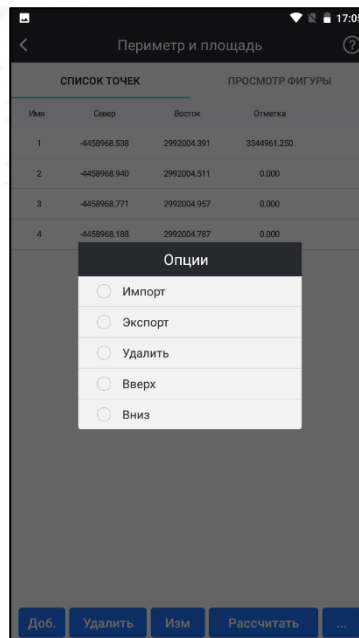 17:05
Периметр и площадь
СПИСОК ТОЧЕК ПРОСМОТР ФИГУРЫ
Имя Север Восток Отметка
1 -4458968.538 2992004.391 3344961.250
2 -4458968.940 2992004.511 0.000
3 -4458968.771 2992004.957 0.000
4 -4458968.188 2992004.787 0.000
Опции
Импорт
Экспорт
Удалить
Вверх
Вниз
Доб. Удалить Изм Рассчитать ...